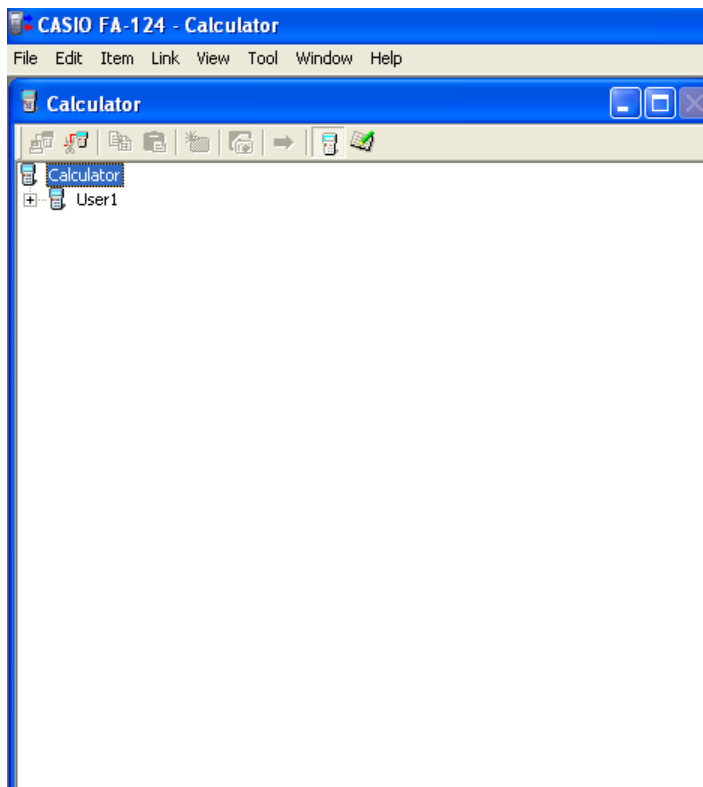 CASIO FA-124 - Calculator
File Edit Item Link View Tool Window Help
Calculator
Calculator
User1